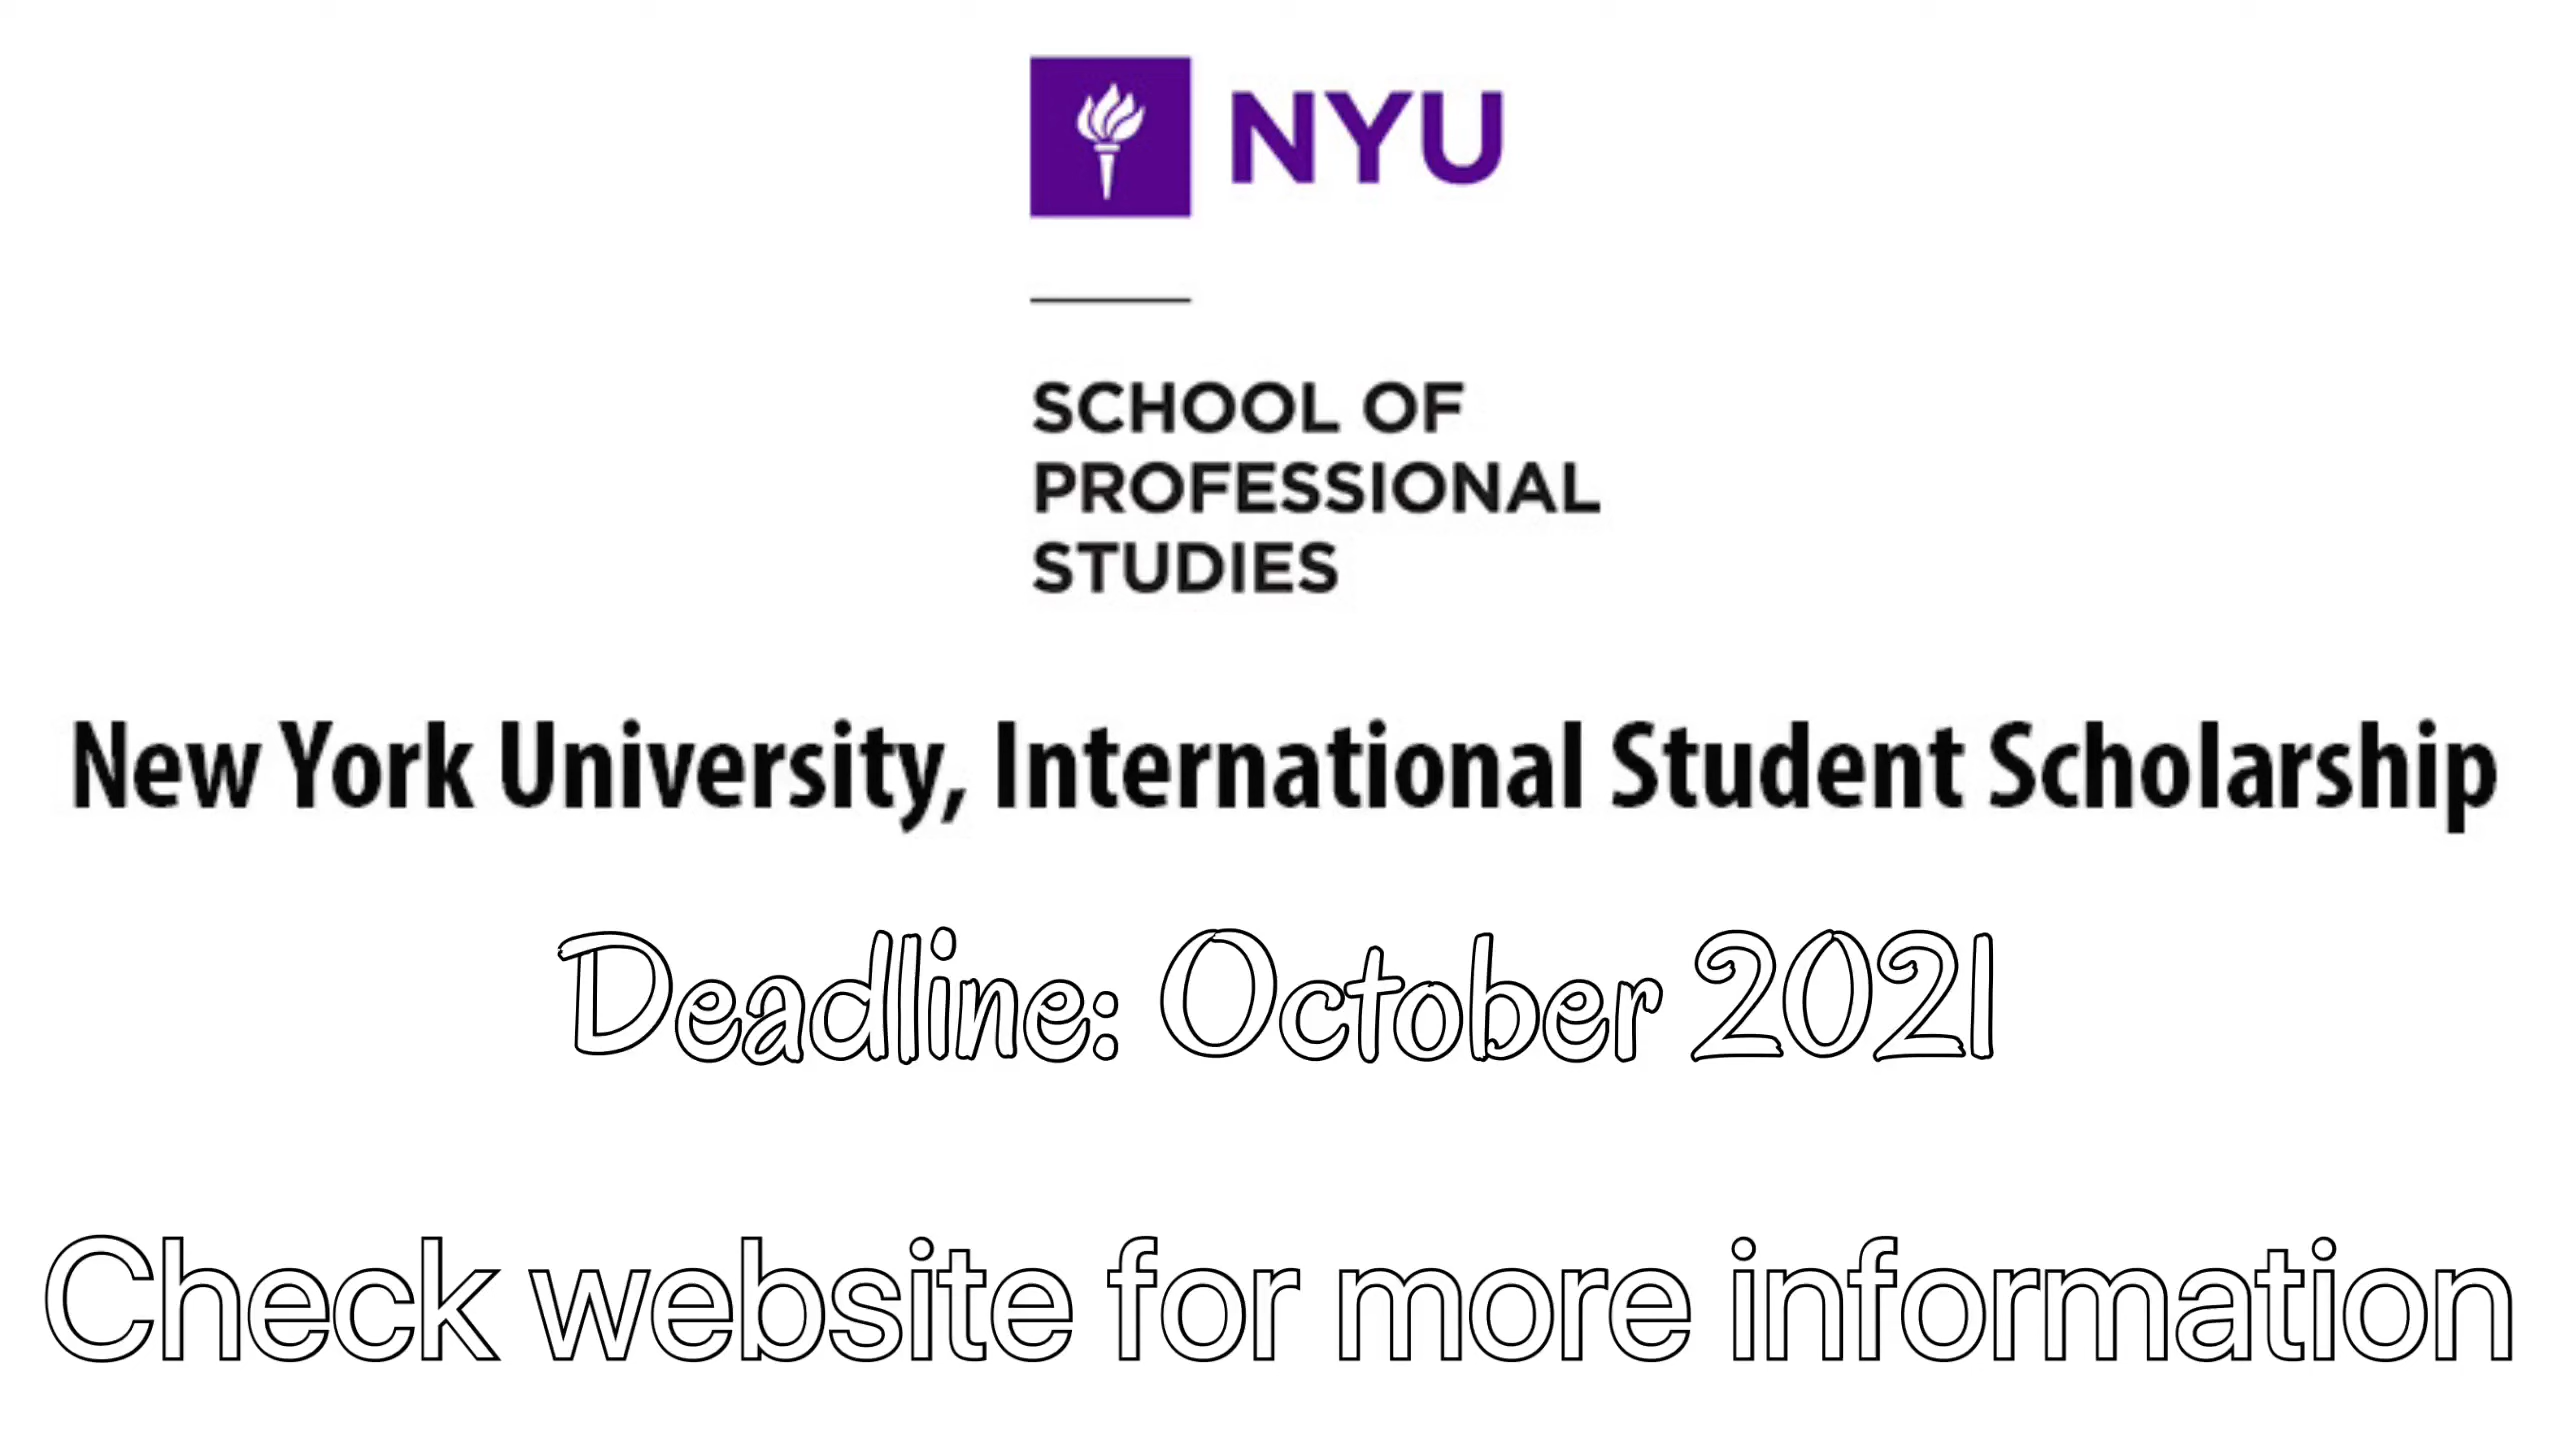 NYU
SCHOOL OF
PROFESSIONAL
STUDIES
New York University, International Student Scholarship
Deadline: October 2021
Check website for more information